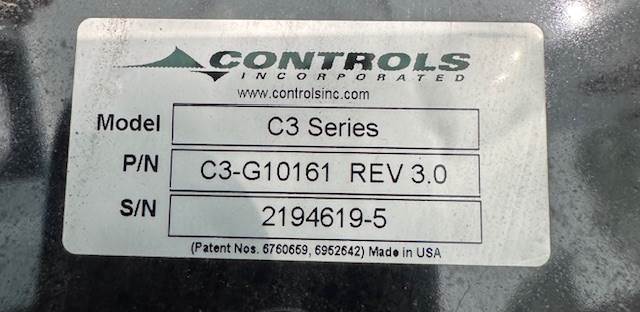 CONTROLS
INCORPORATED
www.controlsinc.com
Model C3 Series
P/N C3-G10161 REV 3.0
S/N 2194619-5
(Patent Nos. 6760659, 6952642) Made in USA